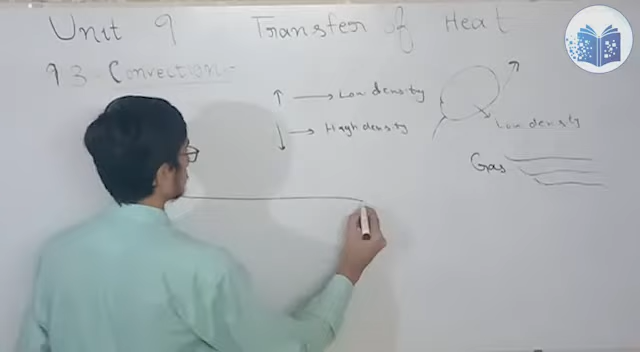 Unit 9 Transfer of Heat
9.3. Convection:-
↑ → Low density
↓ → High density
Low density
Gas